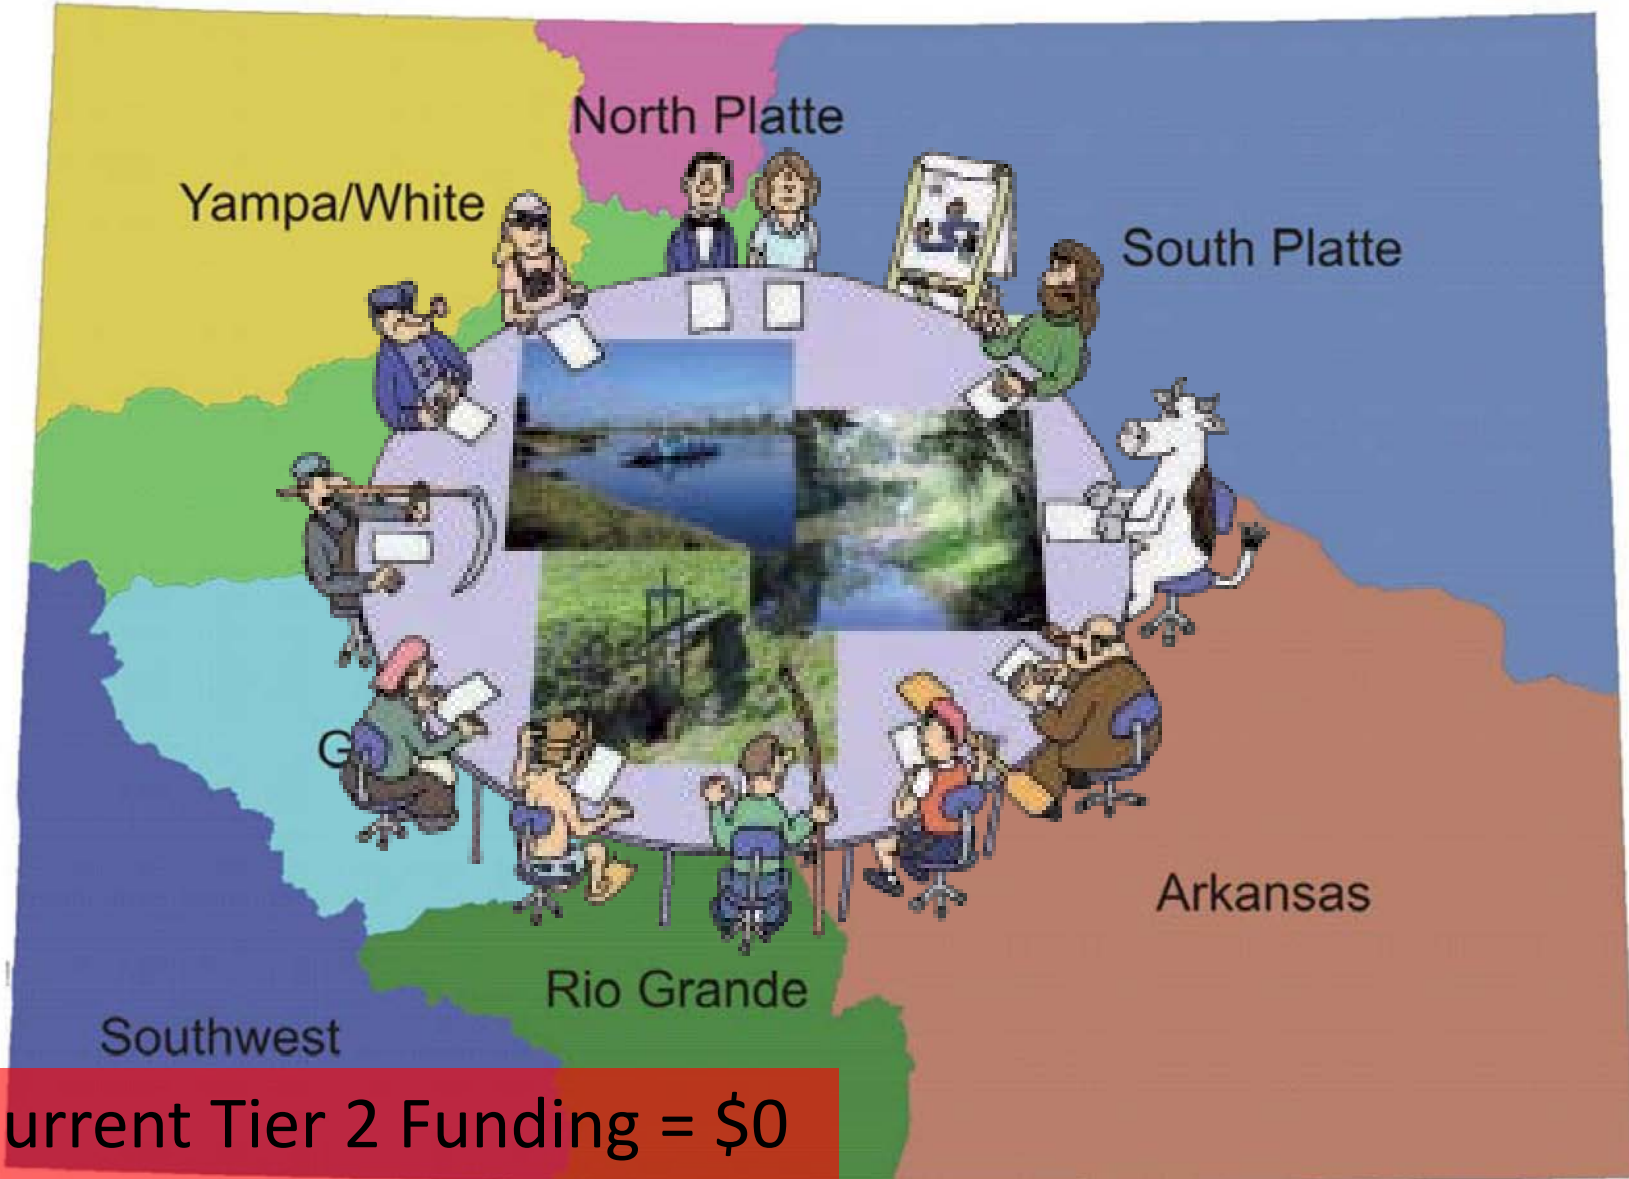 North Platte
Yampa/White
South Platte
G
Arkansas
Rio Grande
Southwest
urrent Tier 2 Funding = $0